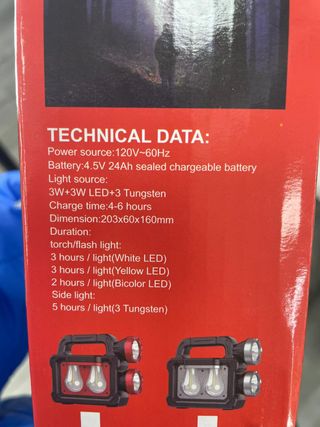 TECHNICAL DATA:
Power source:120V~60Hz
Battery:4.5V 24Ah sealed chargeable battery
Light source:
3W+3W LED+3 Tungsten
Charge time:4-6 hours
Dimension:203x60x160mm
Duration:
torch/flash light:
3 hours / light(White LED)
3 hours / light(Yellow LED)
2 hours / light(Bicolor LED)
Side light:
5 hours / light(3 Tungsten)